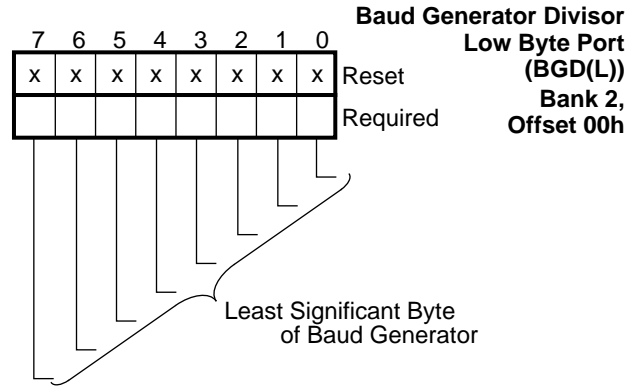 Baud Generator Divisor
Low Byte Port
(BGD(L))
Bank 2,
Offset 00h
7 6 5 4 3 2 1 0
x x x x x x x x Reset
Required
Least Significant Byte
of Baud Generator